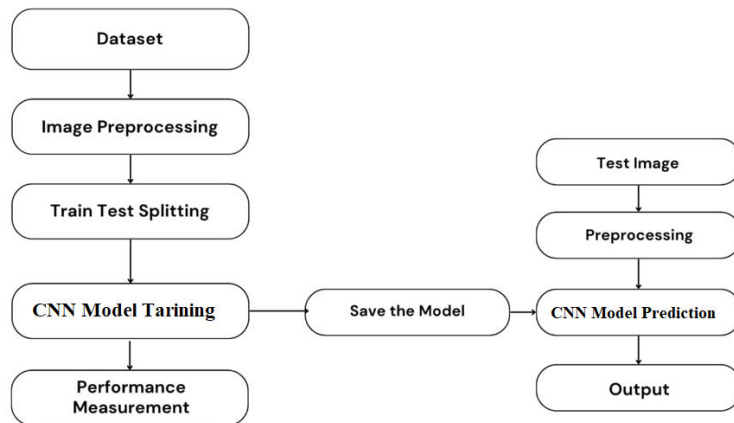 Dataset
Image Preprocessing
Train Test Splitting
CNN Model Tarining
Performance
Measurement
Save the Model
Test Image
Preprocessing
CNN Model Prediction
Output